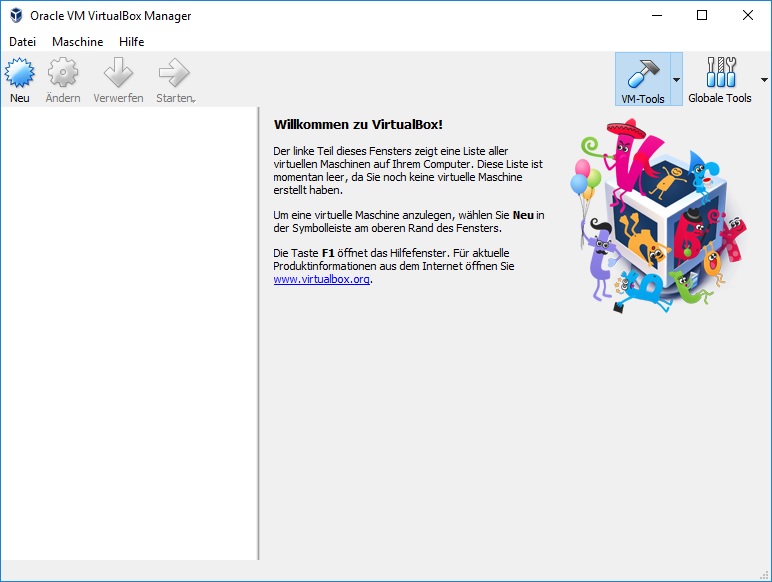 Oracle VM VirtualBox Manager
Datei Maschine Hilfe
Neu Ändern Verwerfen Starten VM-Tools Globale Tools
Willkommen zu VirtualBox!
Der linke Teil dieses Fensters zeigt eine Liste aller
virtuellen Maschinen auf Ihrem Computer. Diese Liste ist
momentan leer, da Sie noch keine virtuelle Maschine
erstellt haben.
Um eine virtuelle Maschine anzulegen, wählen Sie Neu in
der Symbolleiste am oberen Rand des Fensters.
Die Taste F1 öffnet das Hilfefenster. Für aktuelle
Produktinformationen aus dem Internet öffnen Sie
www.virtualbox.org.